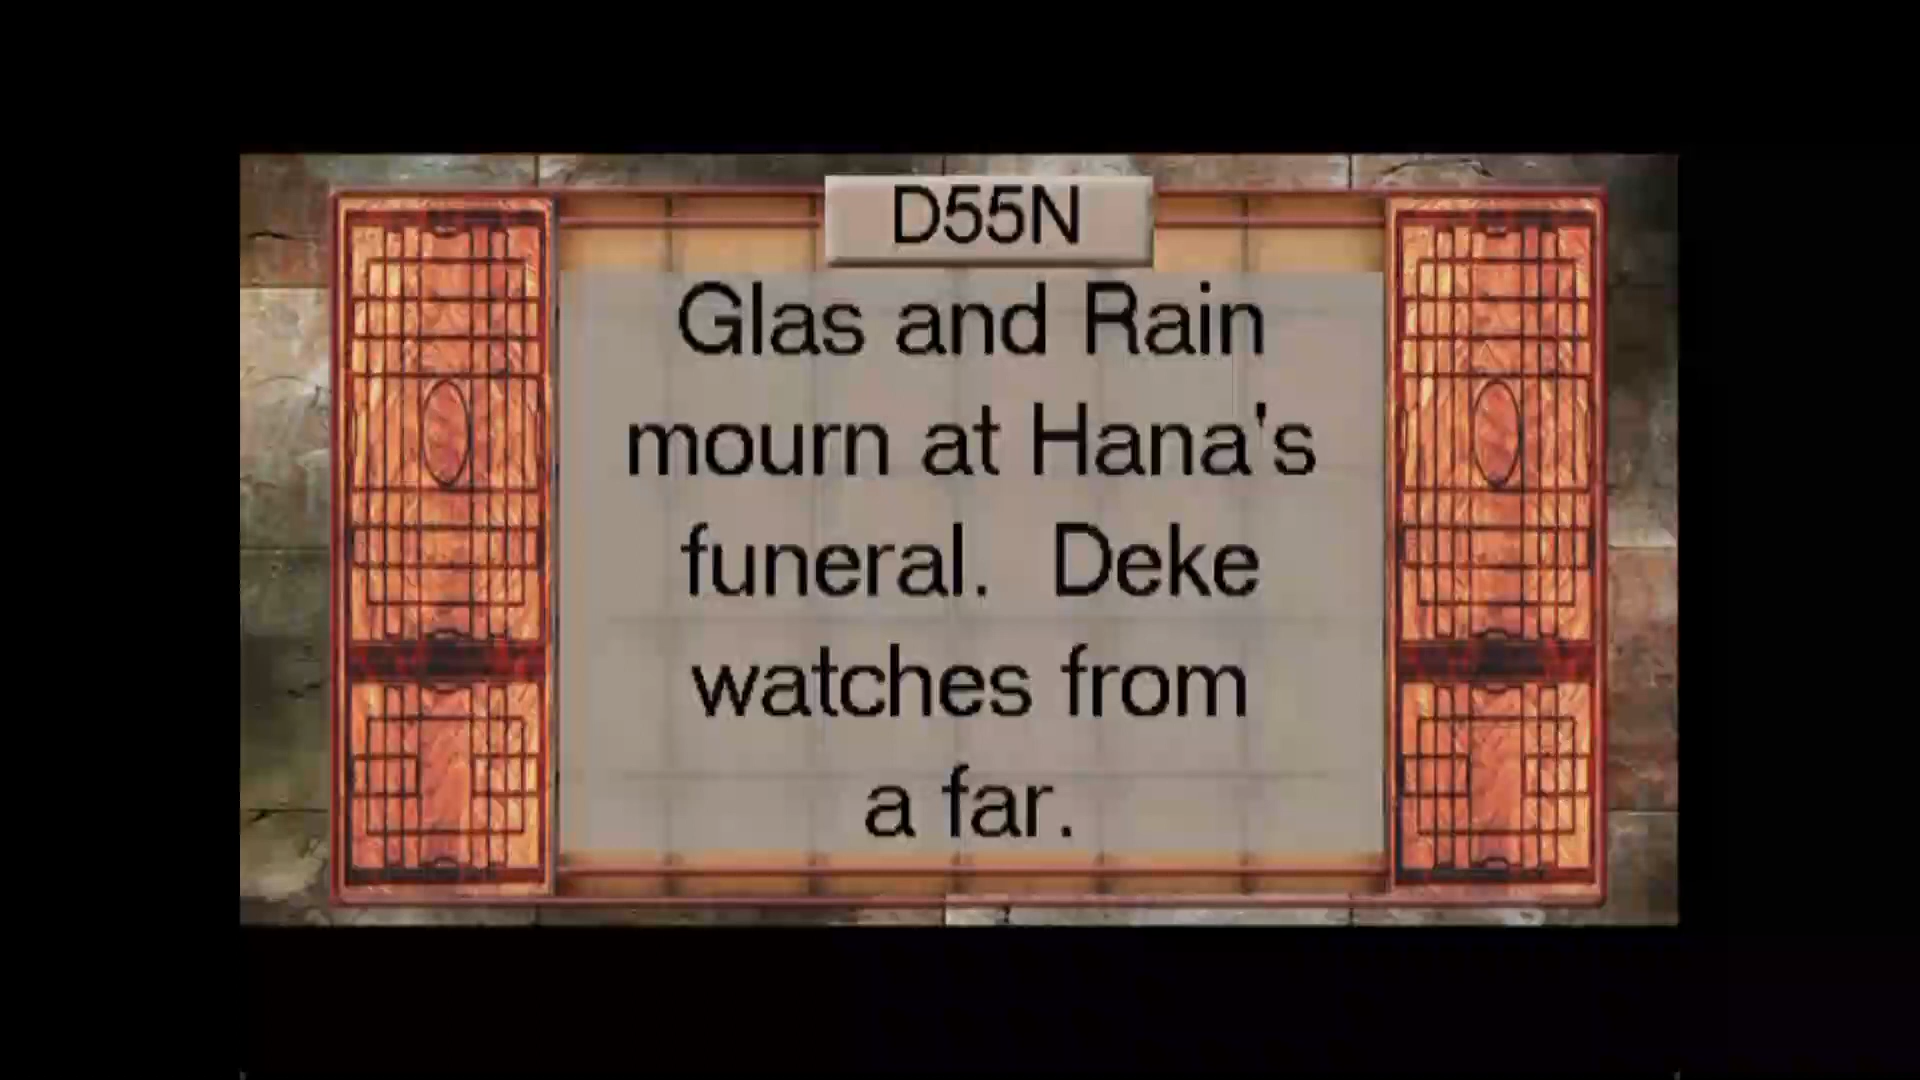 D55N
Glas and Rain
mourn at Hana's
funeral.  Deke
watches from
a far.